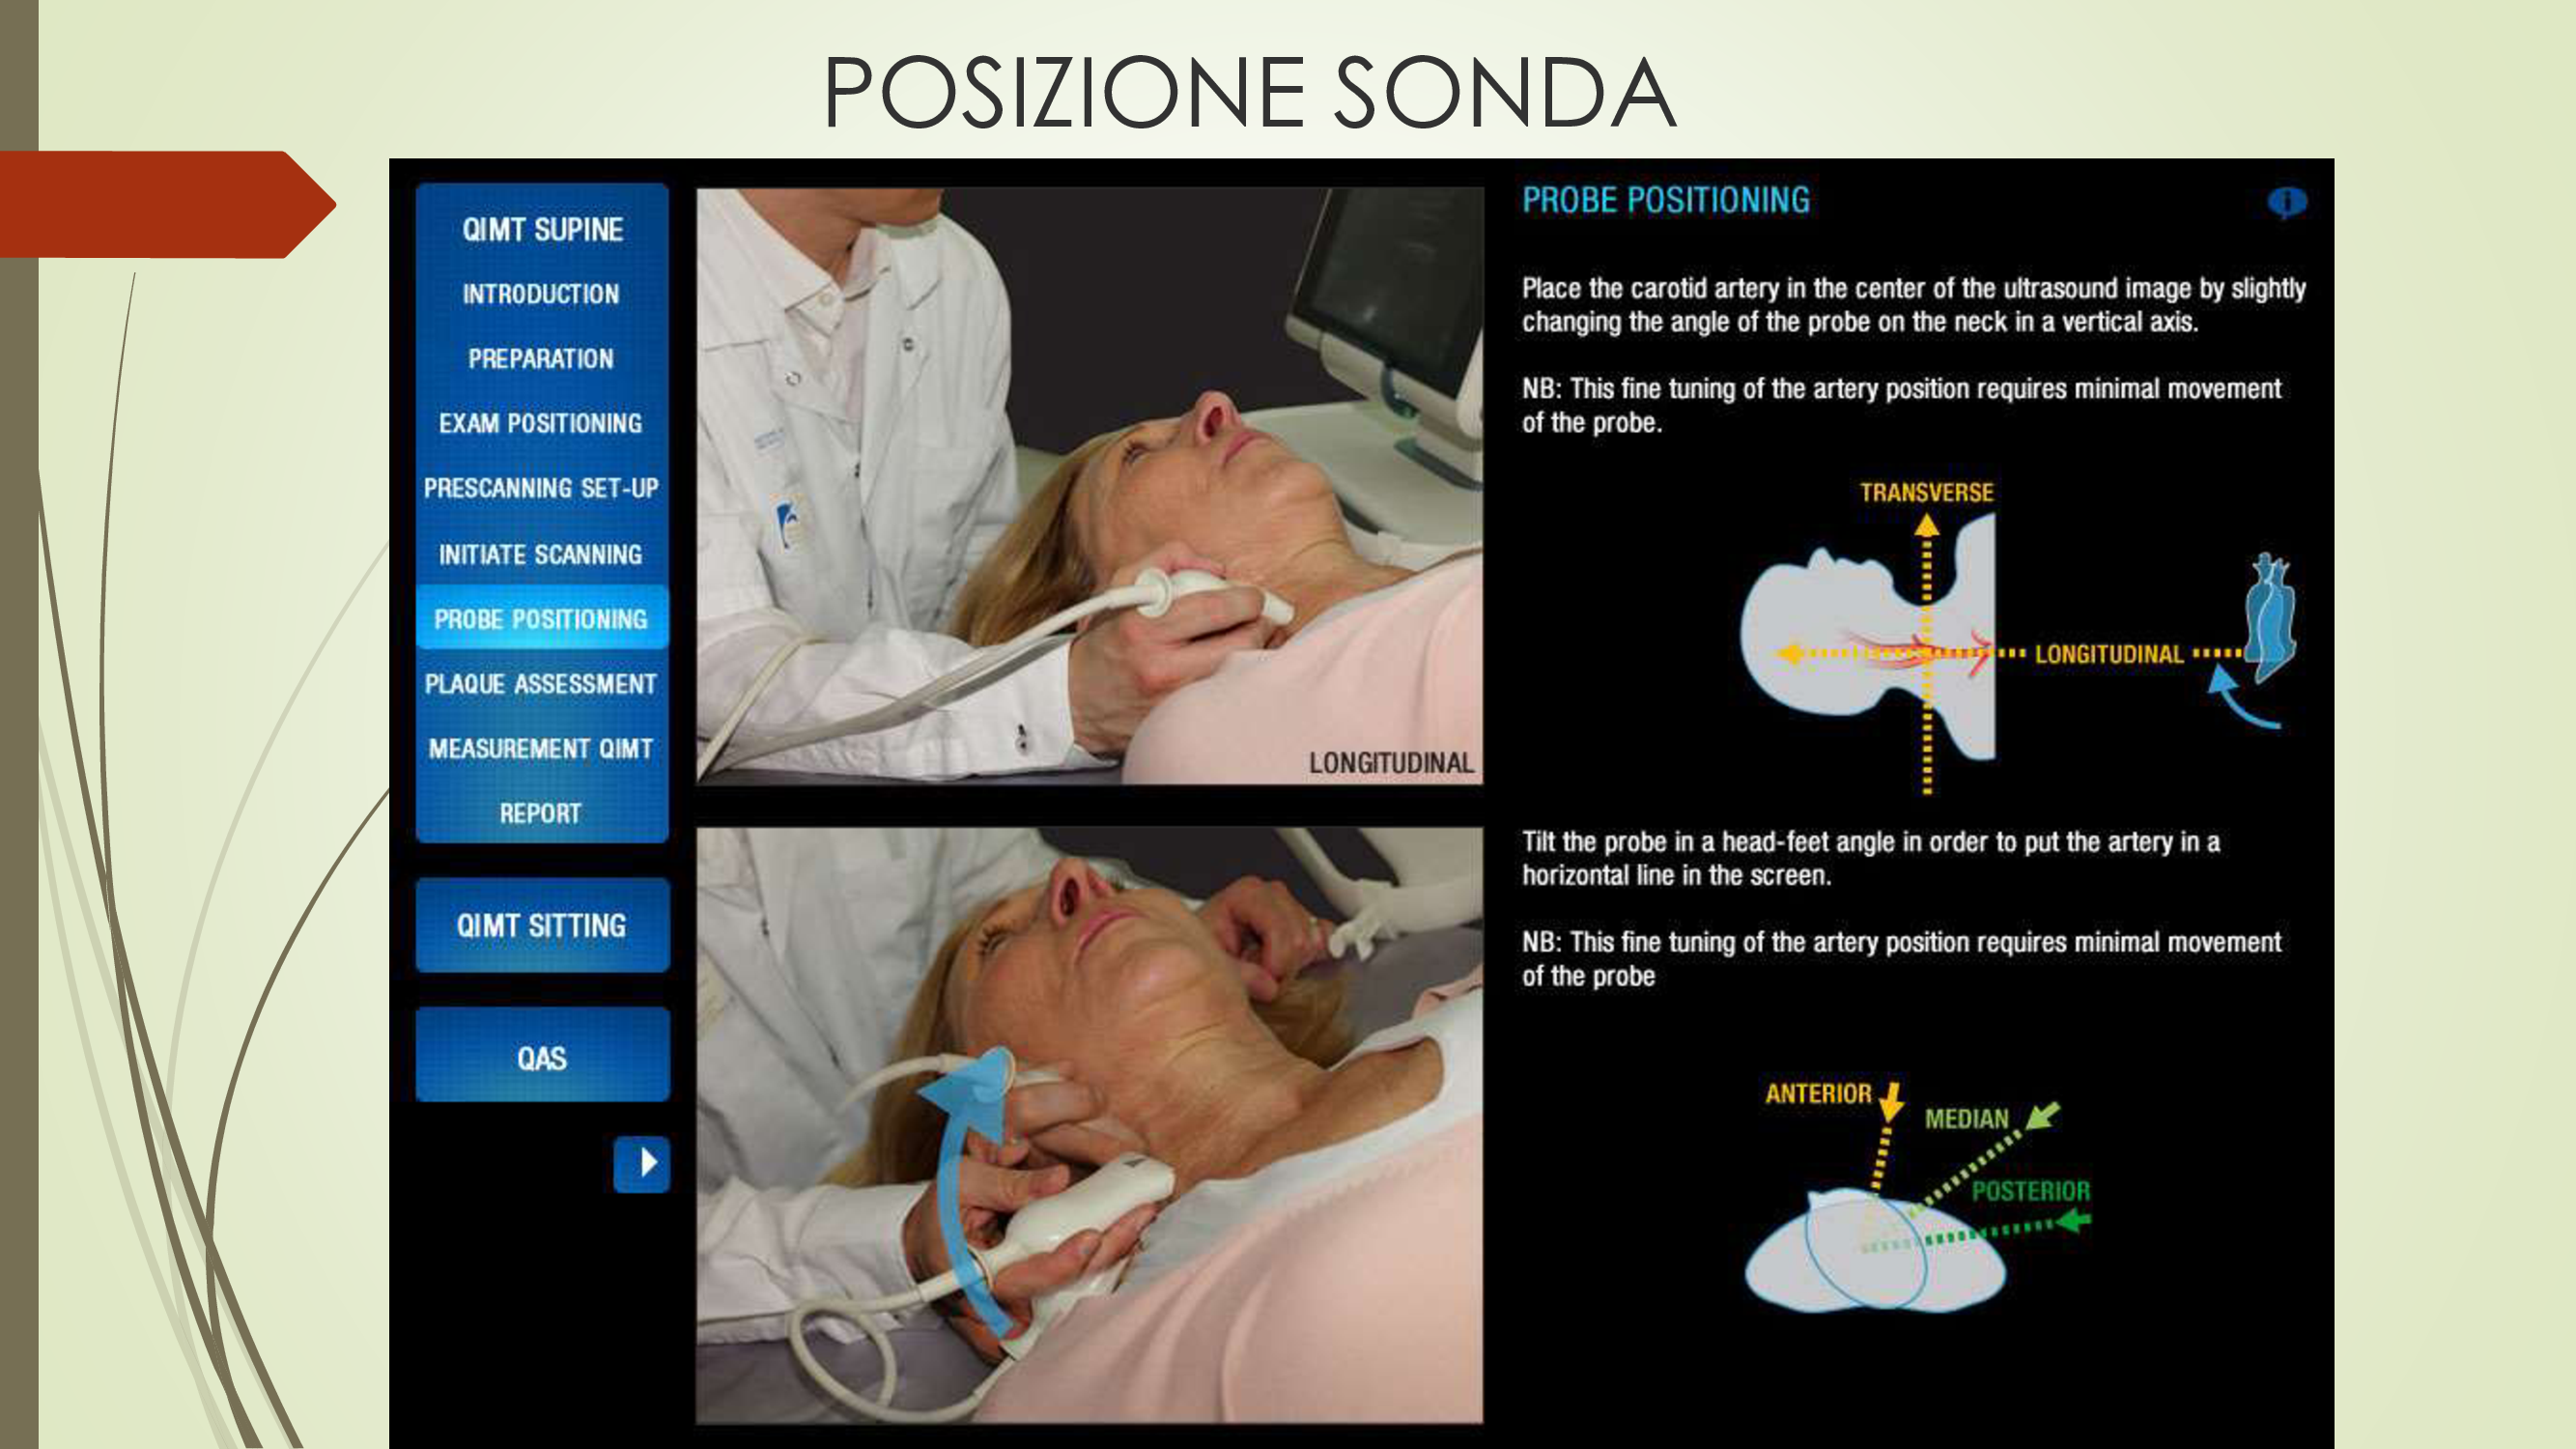 POSIZIONE SONDA
QIMT SUPINE
INTRODUCTION
PREPARATION
EXAM POSITIONING
PRESCANNING SET-UP
INITIATE SCANNING
PROBE POSITIONING
PLAQUE ASSESSMENT
MEASUREMENT QIMT
REPORT
QIMT SITTING
QAS
LONGITUDINAL
PROBE POSITIONING
i
Place the carotid artery in the center of the ultrasound image by slightly
changing the angle of the probe on the neck in a vertical axis.
NB: This fine tuning of the artery position requires minimal movement
of the probe.
TRANSVERSE
LONGITUDINAL
Tilt the probe in a head-feet angle in order to put the artery in a
horizontal line in the screen.
NB: This fine tuning of the artery position requires minimal movement
of the probe
ANTERIOR
MEDIAN
POSTERIOR